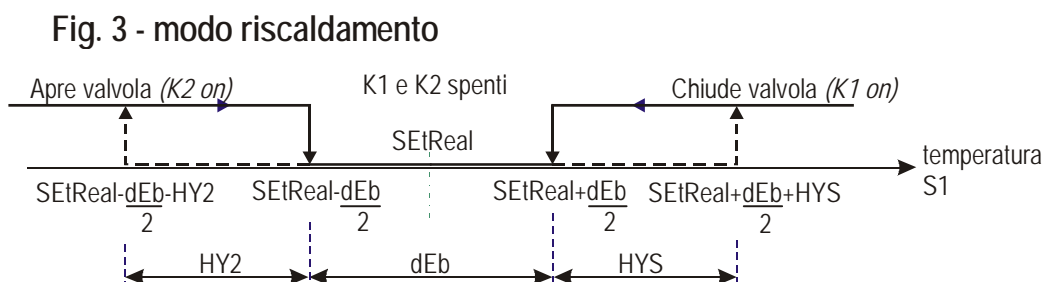 Fig. 3 - modo riscaldamento
Apre valvola (K2 on)
K1 e K2 spenti
Chiude valvola (K1 on)
SEtReal
temperatura
S1
SEtReal-dEb-HY2
2
SEtReal-dEb
2
SEtReal+dEb
2
SEtReal+dEb+HYS
2
HY2
dEb
HYS